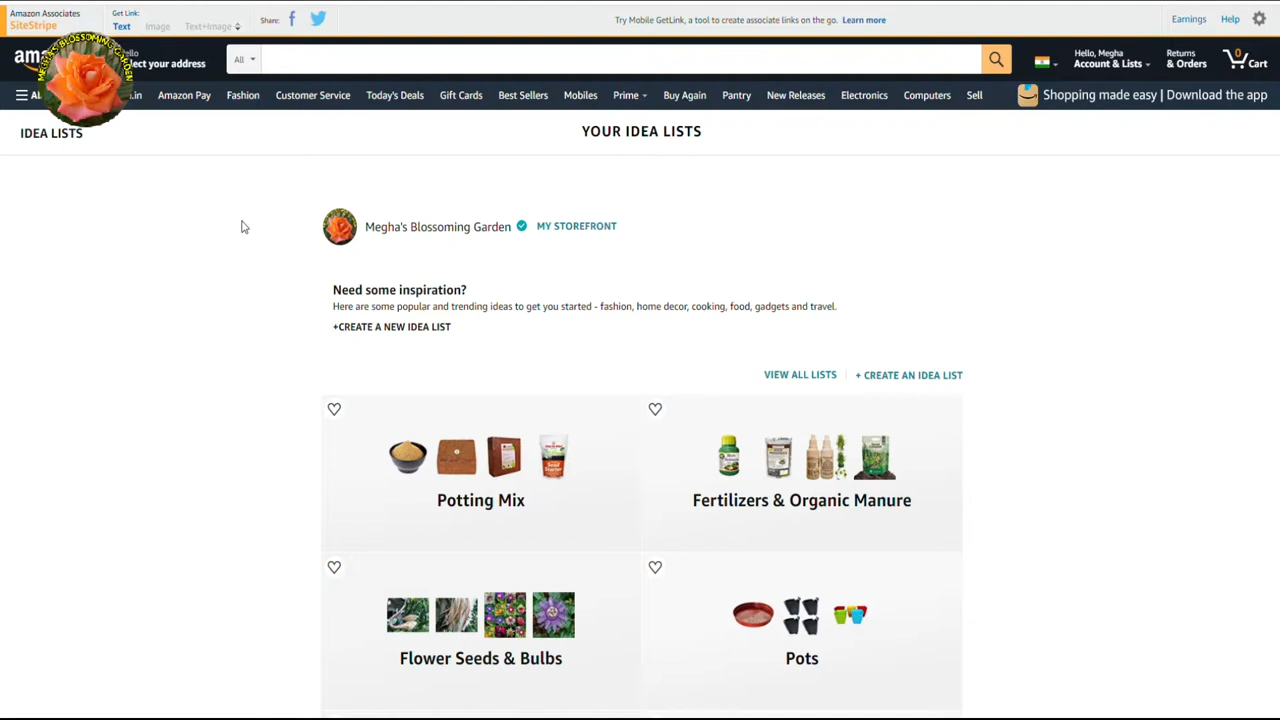 Amazon Associates
SiteStripe
Get Link:
Text Image Text+Image
Share:
Try Mobile GetLink, a tool to create associate links on the go. Learn more
Earnings Help
MEGHA'S BLOSSOMING GARDEN
All
Hello, Megha
Account & Lists
Returns
& Orders
0
Cart
your address
Amazon Pay Fashion Customer Service Today's Deals Gift Cards Best Sellers Mobiles Prime Buy Again Pantry New Releases Electronics Computers Sell
Shopping made easy | Download the app
IDEA LISTS
YOUR IDEA LISTS
Megha's Blossoming Garden MY STOREFRONT
Need some inspiration?
Here are some popular and trending ideas to get you started - fashion, home decor, cooking, food, gadgets and travel.
+CREATE A NEW IDEA LIST
VIEW ALL LISTS + CREATE AN IDEA LIST
Potting Mix
Fertilizers & Organic Manure
Flower Seeds & Bulbs
Pots